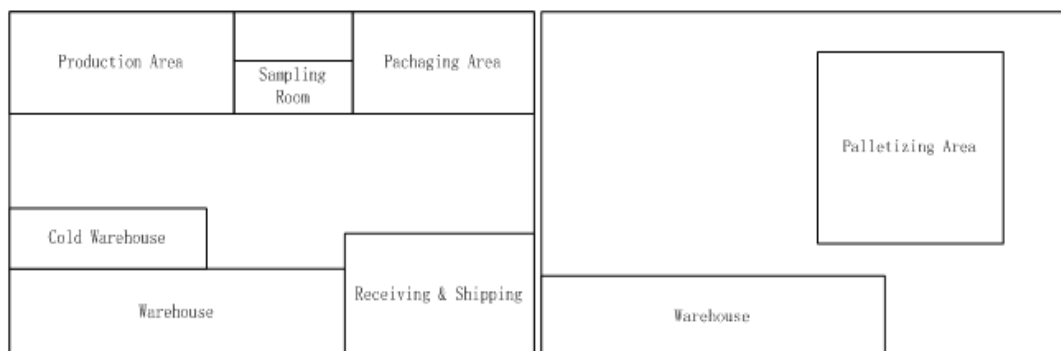 Production Area
Sampling
Room
Pachaging Area
Palletizing Area
Cold Warehouse
Receiving & Shipping
Warehouse
Warehouse